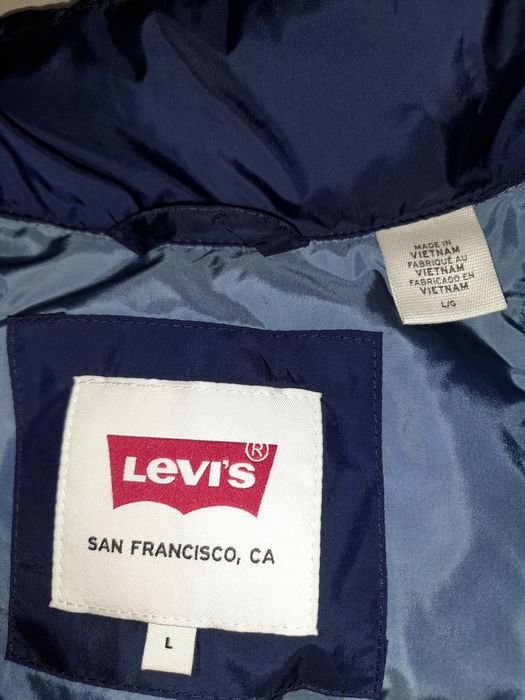 MADE IN
VIETNAM
FABRIQUÉ AU
VIETNAM
FABRICADO EN
VIETNAM
L/G
LEVI'S ®
SAN FRANCISCO, CA
L